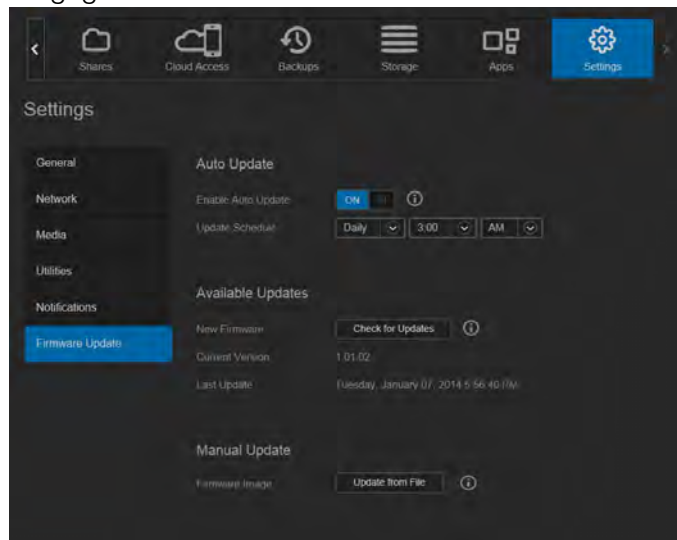 Shares
Cloud Access
Backups
Storage
Apps
Settings
Settings
General
Network
Media
Utilities
Notifications
Firmware Update
Auto Update
Enable Auto Update
ON
Update Schedule
Daily
3:00
AM
Available Updates
New Firmware
Check for Updates
Current Version
1.01.02
Last Update
Tuesday, January 07, 2014 5:56:40 PM
Manual Update
Firmware Image
Update from File